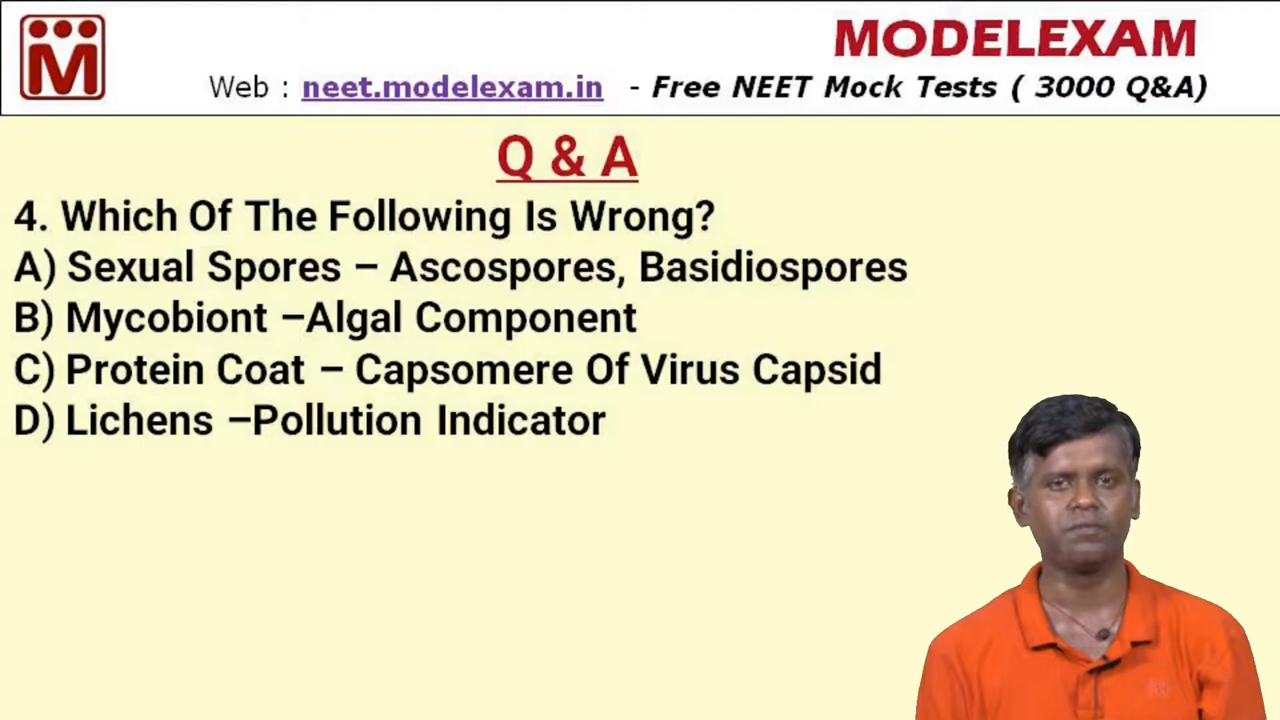 M
MODELEXAM
Web : neet.modelexam.in - Free NEET Mock Tests ( 3000 Q&A)
Q & A
4. Which Of The Following Is Wrong?
A) Sexual Spores – Ascospores, Basidiospores
B) Mycobiont –Algal Component
C) Protein Coat – Capsomere Of Virus Capsid
D) Lichens –Pollution Indicator